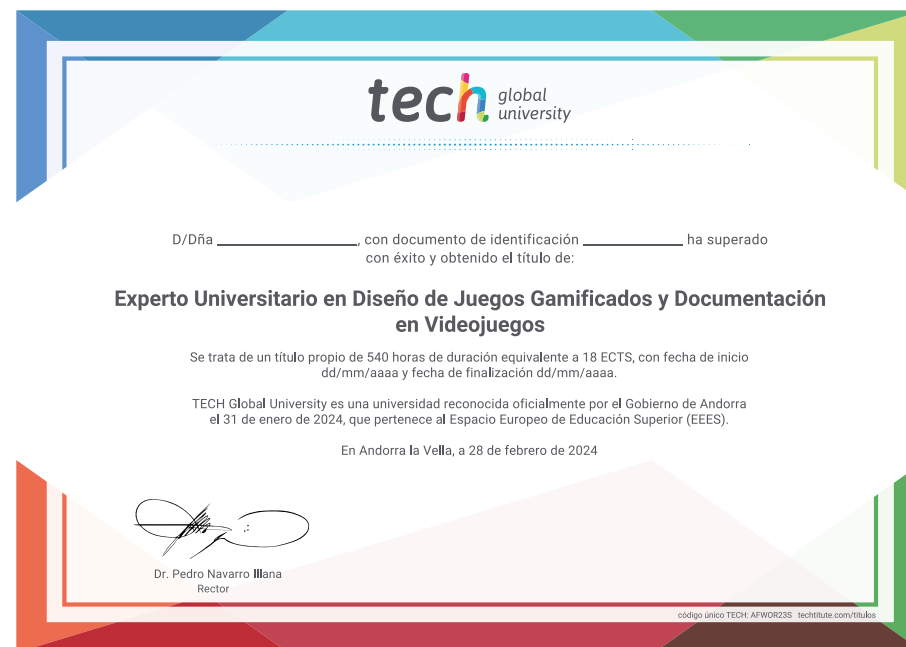 tech global
university
D/Dña ____________, con documento de identificación ____________ ha superado
con éxito y obtenido el título de:
Experto Universitario en Diseño de Juegos Gamificados y Documentación
en Videojuegos
Se trata de un título propio de 540 horas de duración equivalente a 18 ECTS, con fecha de inicio
dd/mm/aaaa y fecha de finalización dd/mm/aaaa.
TECH Global University es una universidad reconocida oficialmente por el Gobierno de Andorra
el 31 de enero de 2024, que pertenece al Espacio Europeo de Educación Superior (EEES).
En Andorra la Vella, a 28 de febrero de 2024
Dr. Pedro Navarro Illana
Rector
código único TECH: AFWOR23S techtitute.com/titulos